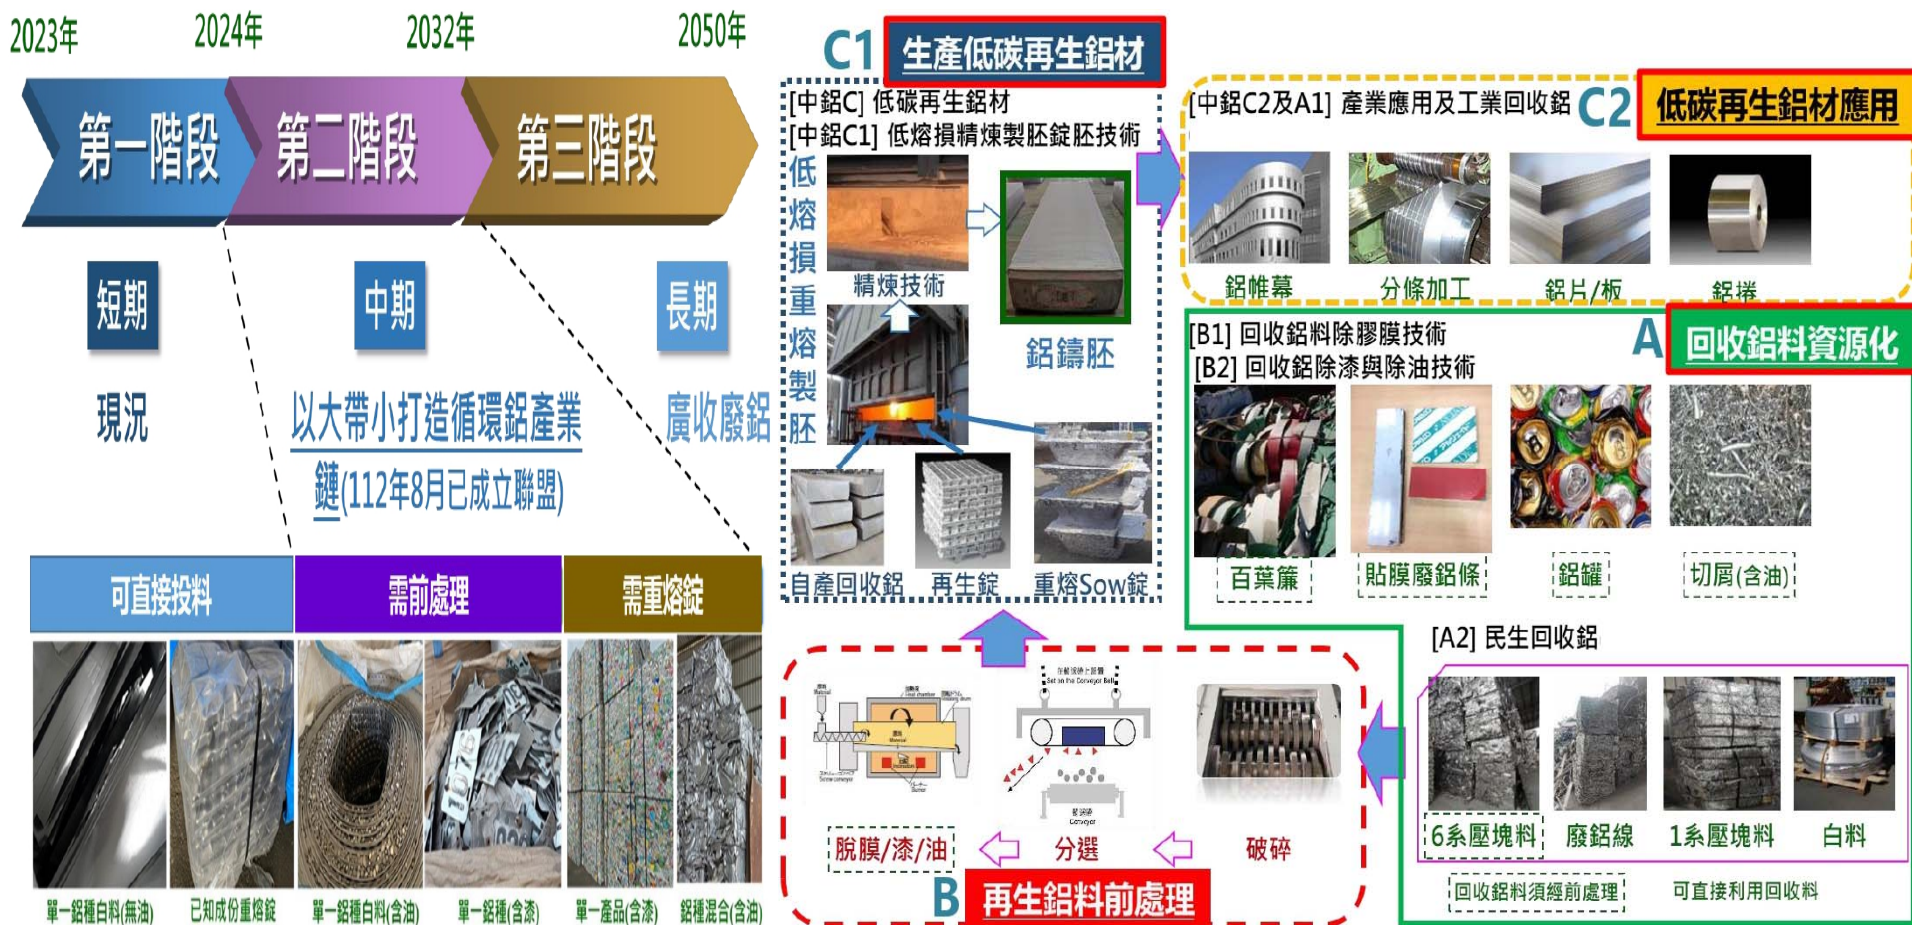 2023年
2024年
2032年
2050年
第一階段
第二階段
第三階段
短期
中期
長期
現況
以大帶小打造循環鋁產業
鏈(112年8月已成立聯盟)
廣收廢鋁
可直接投料
需前處理
需重熔錠
單一鋁種白料(無油)
已知成份重熔錠
單一鋁種白料(含油)
單一鋁種(含漆)
單一產品(含漆)
鋁種混合(含油)
C1
生產低碳再生鋁材
[中鋁C] 低碳再生鋁材
[中鋁C1] 低熔損精煉製胚錠胚技術
低熔損重熔製胚
精煉技術
鋁鑄胚
自產回收鋁
再生錠
重熔Sow錠
[中鋁C2及A1] 產業應用及工業回收鋁
C2
低碳再生鋁材應用
鋁帷幕
分條加工
鋁片/板
鋁捲
[B1] 回收鋁料除膠膜技術
[B2] 回收鋁除漆與除油技術
A
回收鋁料資源化
百葉簾
貼膜廢鋁條
鋁罐
切屑(含油)
[A2] 民生回收鋁
6系壓塊料
廢鋁線
1系壓塊料
白料
回收鋁料須經前處理
可直接利用回收料
Set on the Conveyor Belt
Material
Material
Screw conveyor
Burner
Conveyor
脫膜/漆/油
分選
破碎
B
再生鋁料前處理